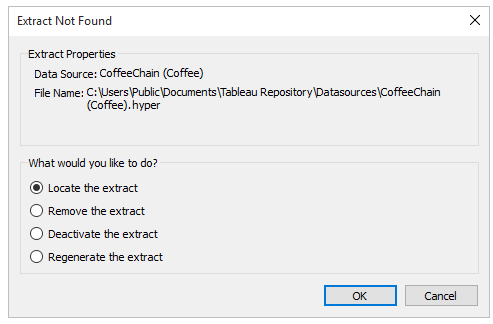 Extract Not Found
Extract Properties
Data Source: CoffeeChain (Coffee)
File Name: C:\Users\Public\Documents\Tableau Repository\Datasources\CoffeeChain
(Coffee).hyper
What would you like to do?
Locate the extract
Remove the extract
Deactivate the extract
Regenerate the extract
OK Cancel